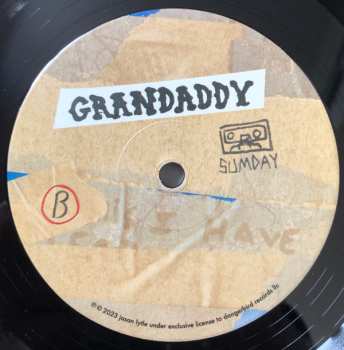 GRANDADDY
SUMDAY
B
I HAVE
℗ © 2023 jason lytle under exclusive license to dangerbird records llc